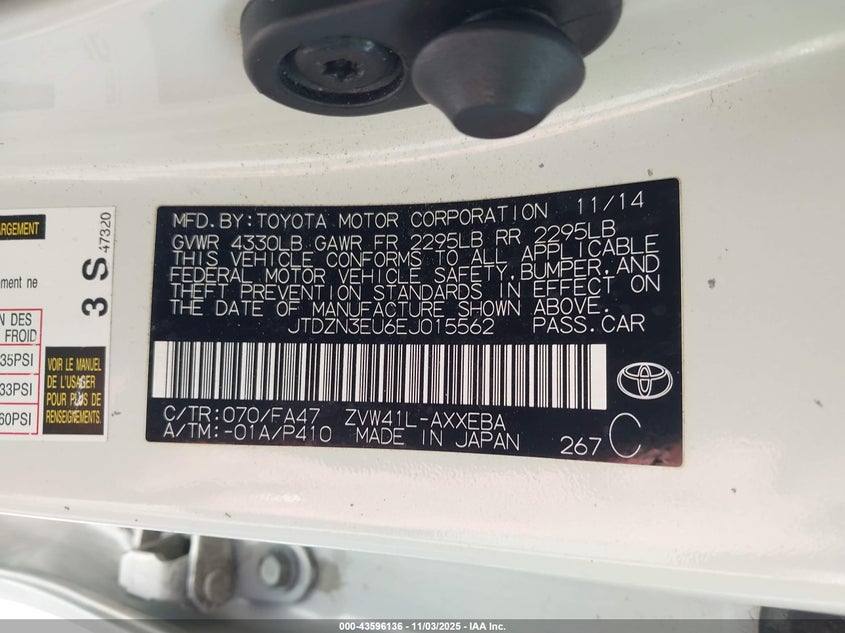 ARGEMENT
ement ne
N DES
FROID
35PSI
33PSI
60PSI
3 S
47320
VOIR LE MANUEL
DE L'USAGER
POUR PLUS DE
RENSEIGNEMENTS.
MFD. BY: TOYOTA MOTOR CORPORATION 11/14
GVWR 4330LB GAWR FR 2295LB RR 2295LB
THIS VEHICLE CONFORMS TO ALL APPLICABLE
FEDERAL MOTOR VEHICLE SAFETY, BUMPER, AND
THEFT PREVENTION STANDARDS IN EFFECT ON
THE DATE OF MANUFACTURE SHOWN ABOVE.
JTDZN3EU6EJ015562 PASS.CAR
C/TR: 070/FA47 ZVW41L-AXXEBA
A/TM: -01A/P410 MADE IN JAPAN 267 C
000-43596136 - 11/03/2025 - IAA Inc.